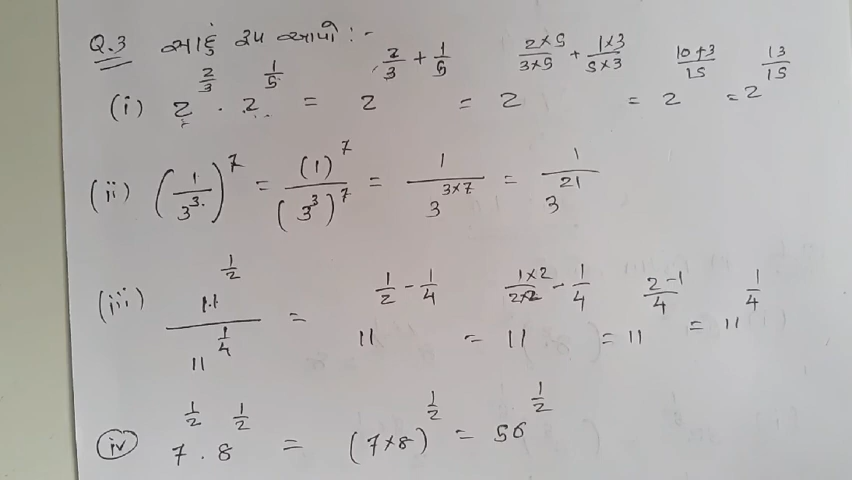 Q.3 સાદું રૂપ આપો :-
(i) 2^{2/3} · 2^{1/5} = 2^{2/3 + 1/5} = 2^{(2×5)/(3×5) + (1×3)/(5×3)} = 2^{(10+3)/15} = 2^{13/15}
(ii) (1/3^3)^7 = (1)^7/(3^3)^7 = 1/3^{3×7} = 1/3^{21}
(iii) 11^{1/2}/11^{1/4} = 11^{1/2 - 1/4} = 11^{(1×2)/(2×2) - 1/4} = 11^{(2-1)/4} = 11^{1/4}
(iv) 7^{1/2} · 8^{1/2} = (7×8)^{1/2} = 56^{1/2}